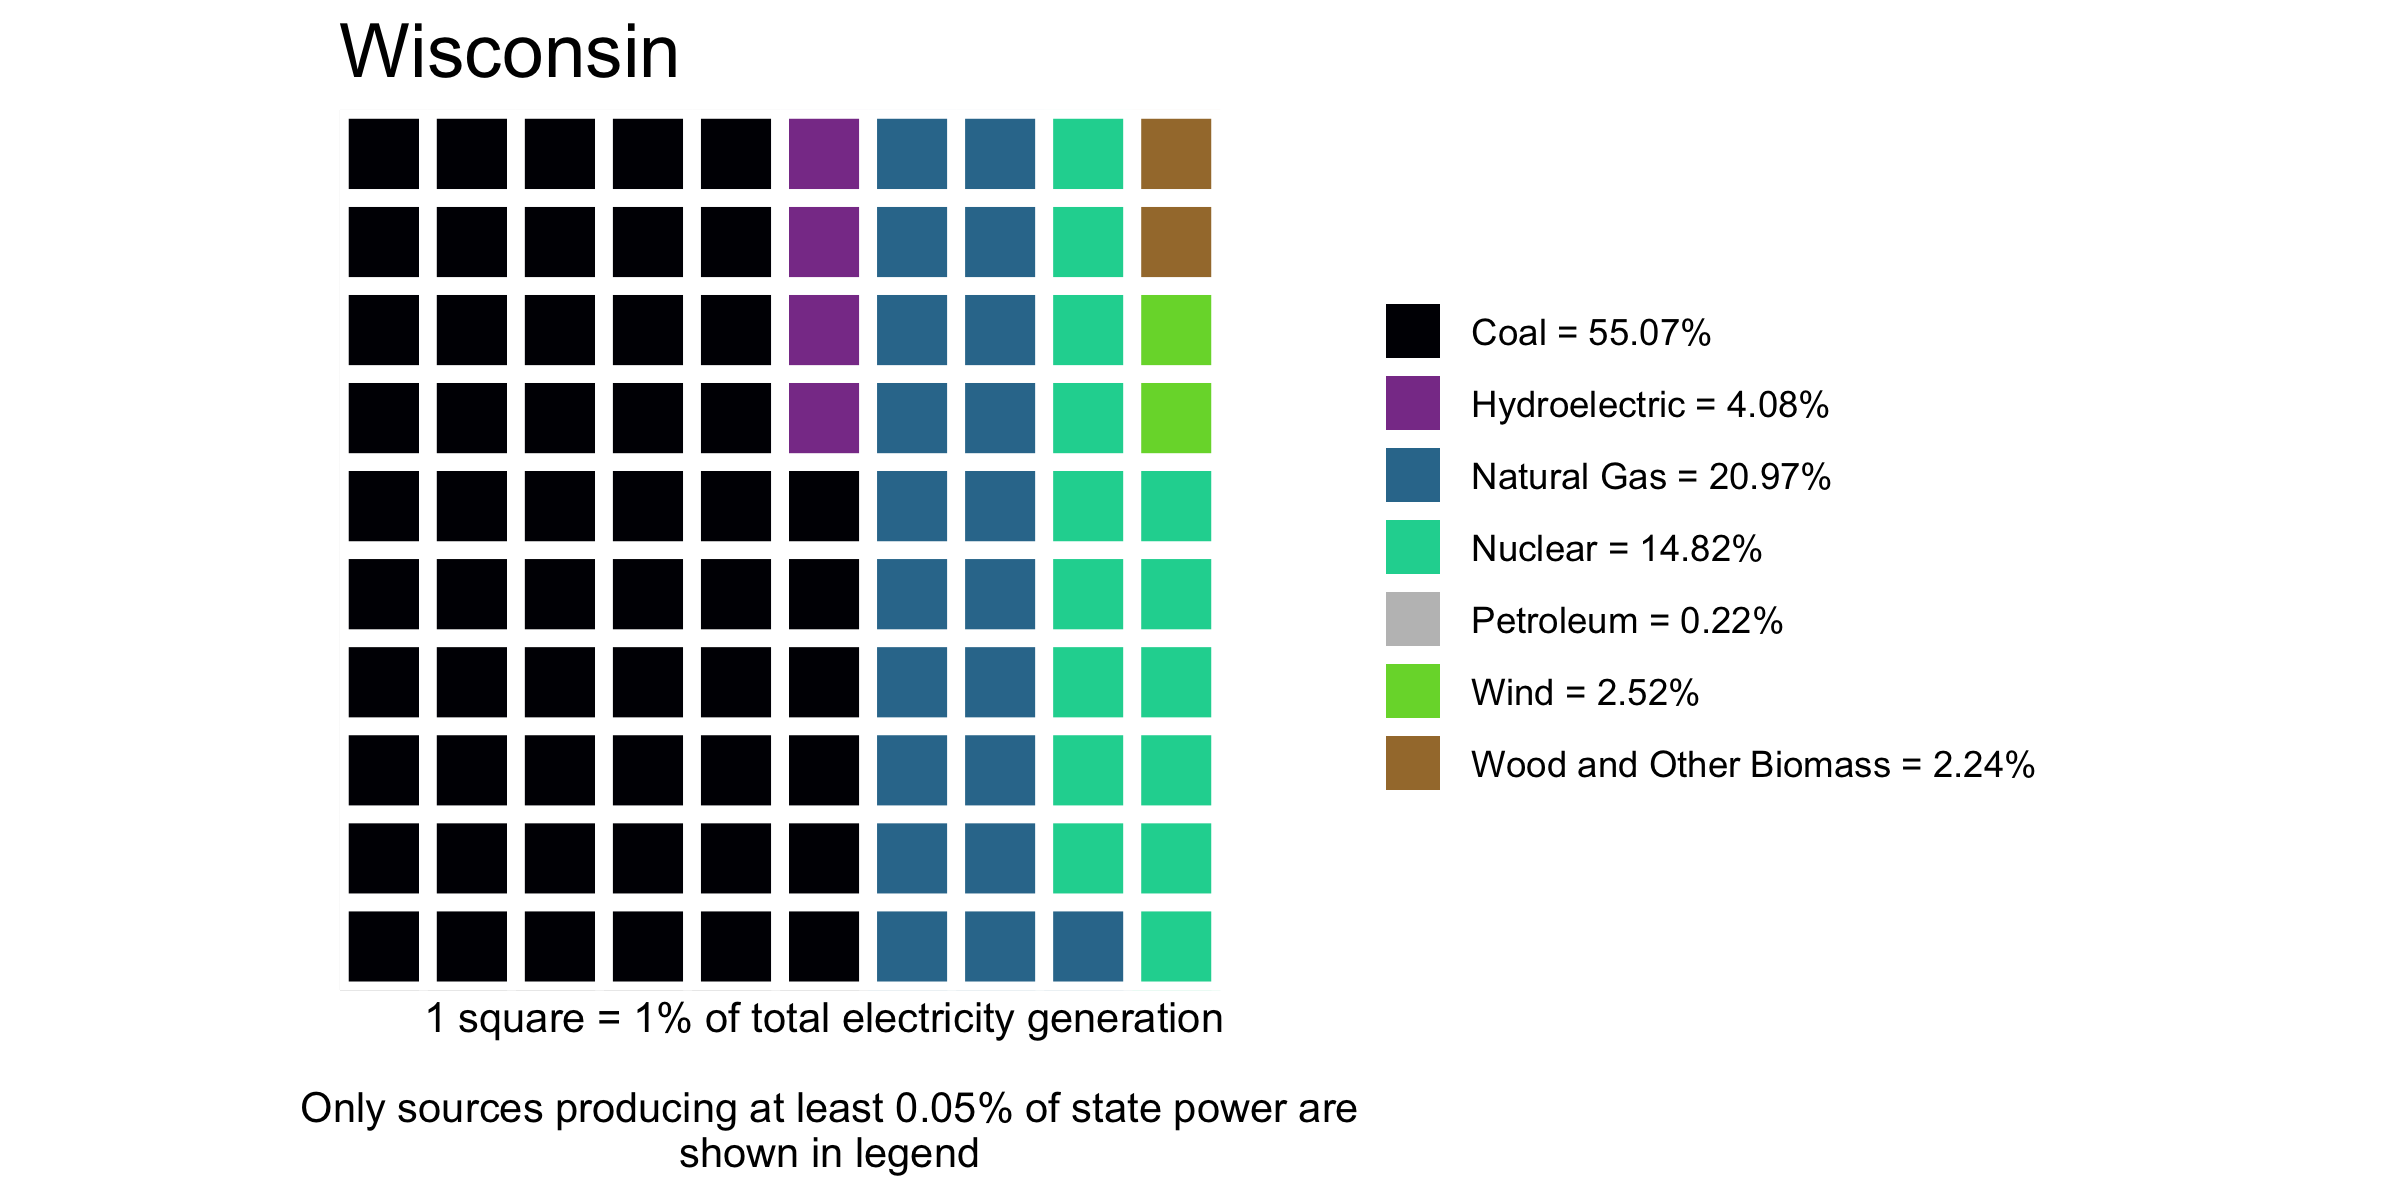 Wisconsin
Coal = 55.07%
Hydroelectric = 4.08%
Natural Gas = 20.97%
Nuclear = 14.82%
Petroleum = 0.22%
Wind = 2.52%
Wood and Other Biomass = 2.24%
1 square = 1% of total electricity generation
Only sources producing at least 0.05% of state power are
shown in legend